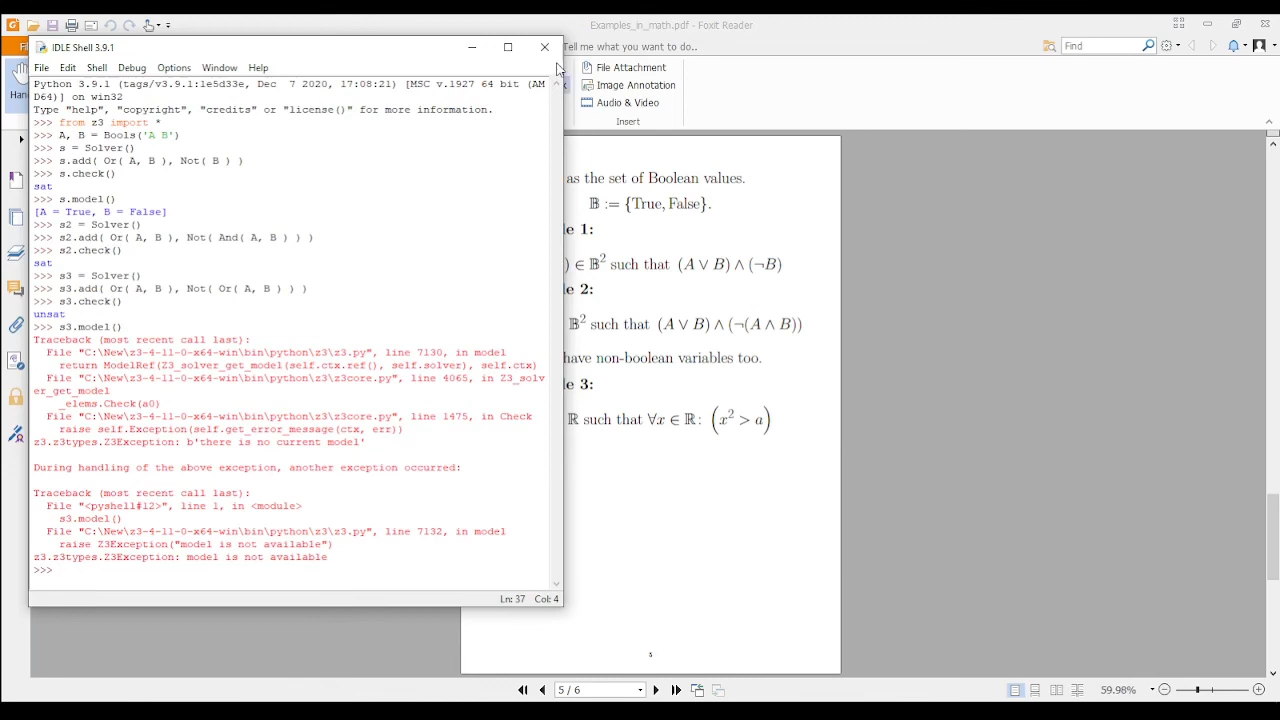 Examples_in_math.pdf - Foxit Reader
IDLE Shell 3.9.1
Tell me what you want to do..
Find
File Edit Shell Debug Options Window Help
File Attachment
Image Annotation
Audio & Video
Insert
Python 3.9.1 (tags/v3.9.1:1e5d33e, Dec  7 2020, 17:08:21) [MSC v.1927 64 bit (AM
D64)] on win32
Type "help", "copyright", "credits" or "license()" for more information.
>>> from z3 import *
>>> A, B = Bools('A B')
>>> s = Solver()
>>> s.add( Or( A, B ), Not( B ) )
>>> s.check()
sat
>>> s.model()
[A = True, B = False]
>>> s2 = Solver()
>>> s2.add( Or( A, B ), Not( And( A, B ) ) )
>>> s2.check()
sat
>>> s3 = Solver()
>>> s3.add( Or( A, B ), Not( Or( A, B ) ) )
>>> s3.check()
unsat
>>> s3.model()
Traceback (most recent call last):
  File "C:\New\z3-4-11-0-x64-win\bin\python\z3\z3.py", line 7130, in model
    return ModelRef(Z3_solver_get_model(self.ctx.ref(), self.solver), self.ctx)
  File "C:\New\z3-4-11-0-x64-win\bin\python\z3\z3core.py", line 4065, in Z3_solv
er_get_model
    _elems.Check(a0)
  File "C:\New\z3-4-11-0-x64-win\bin\python\z3\z3core.py", line 1475, in Check
    raise self.Exception(self.get_error_message(ctx, err))
z3.z3types.Z3Exception: b'there is no current model'
During handling of the above exception, another exception occurred:
Traceback (most recent call last):
  File "<pyshell#12>", line 1, in <module>
    s3.model()
  File "C:\New\z3-4-11-0-x64-win\bin\python\z3\z3.py", line 7132, in model
    raise Z3Exception("model is not available")
z3.z3types.Z3Exception: model is not available
>>>
Ln: 37 Col: 4
as the set of Boolean values.
𝔹 := {True, False}.
le 1:
) ∈ 𝔹² such that (A ∨ B) ∧ (¬B)
le 2:
𝔹² such that (A ∨ B) ∧ (¬(A ∧ B))
have non-boolean variables too.
le 3:
ℝ such that ∀x ∈ ℝ: (x² > a)
5
5 / 6
59.98%